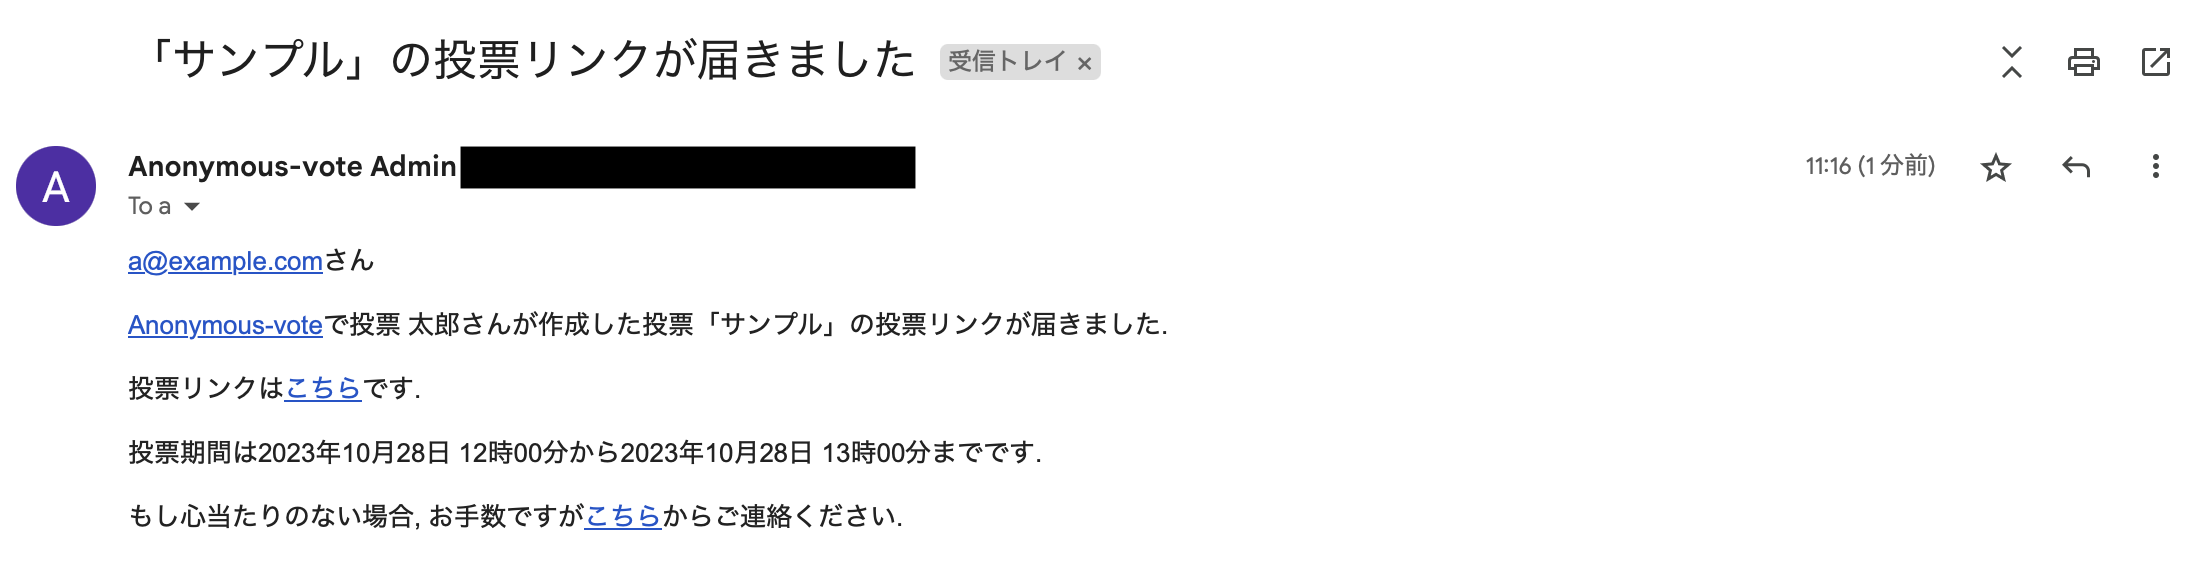 「サンプル」の投票リンクが届きました 受信トレイ ×
A
Anonymous-vote Admin
11:16 (1 分前)
To a
a@example.comさん
Anonymous-voteで投票 太郎さんが作成した投票「サンプル」の投票リンクが届きました.
投票リンクはこちらです.
投票期間は2023年10月28日 12時00分から2023年10月28日 13時00分までです.
もし心当たりのない場合, お手数ですがこちらからご連絡ください.